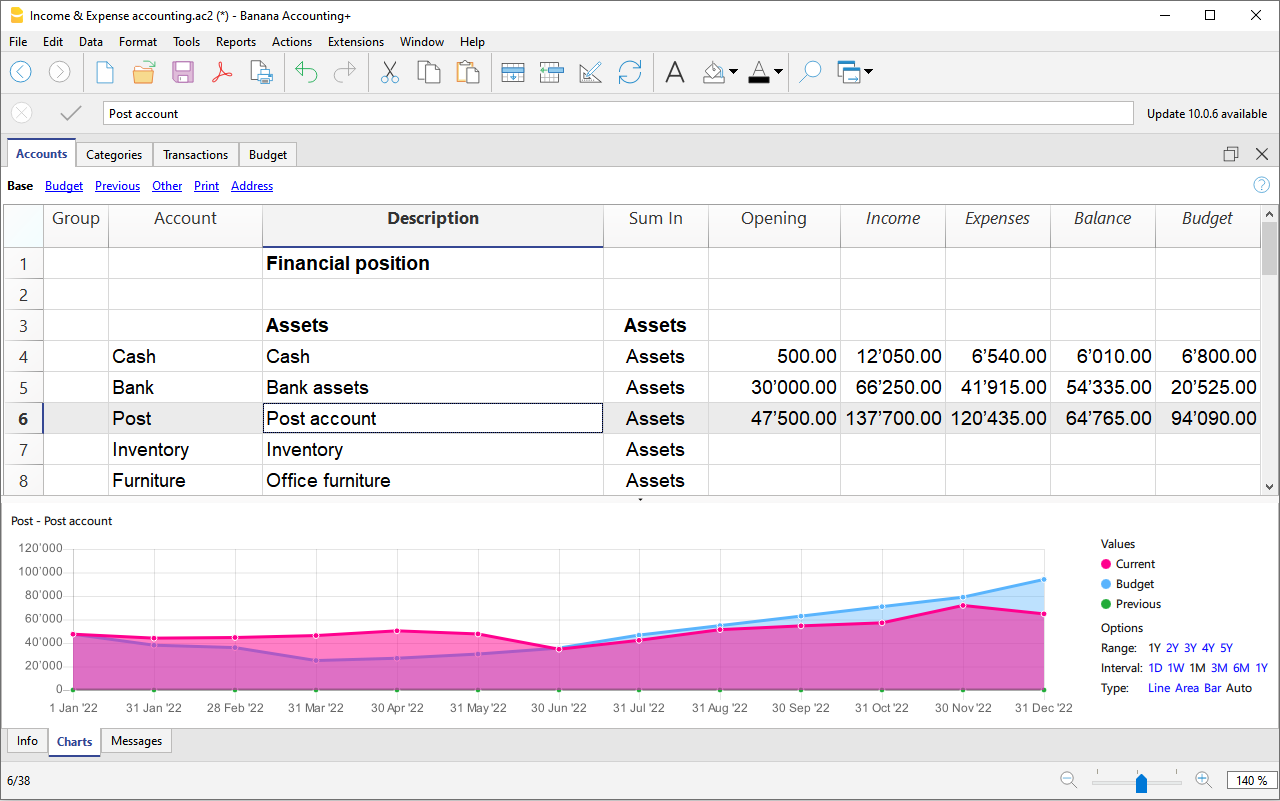 Income & Expense accounting.ac2 (*) - Banana Accounting+
File Edit Data Format Tools Reports Actions Extensions Window Help
Post account
Update 10.0.6 available
Accounts Categories Transactions Budget
Base Budget Previous Other Print Address
Group Account Description Sum In Opening Income Expenses Balance Budget
1 Financial position
2
3 Assets Assets
4 Cash Cash Assets 500.00 12’050.00 6’540.00 6’010.00 6’800.00
5 Bank Bank assets Assets 30’000.00 66’250.00 41’915.00 54’335.00 20’525.00
6 Post Post account Assets 47’500.00 137’700.00 120’435.00 64’765.00 94’090.00
7 Inventory Inventory Assets
8 Furniture Office furniture Assets
Post - Post account
120’000
100’000
80’000
60’000
40’000
20’000
0
1 Jan '22 31 Jan '22 28 Feb '22 31 Mar '22 30 Apr '22 31 May '22 30 Jun '22 31 Jul '22 31 Aug '22 30 Sep '22 31 Oct '22 30 Nov '22 31 Dec '22
Values
Current
Budget
Previous
Options
Range: 1Y 2Y 3Y 4Y 5Y
Interval: 1D 1W 1M 3M 6M 1Y
Type: Line Area Bar Auto
Info Charts Messages
6/38
140 %